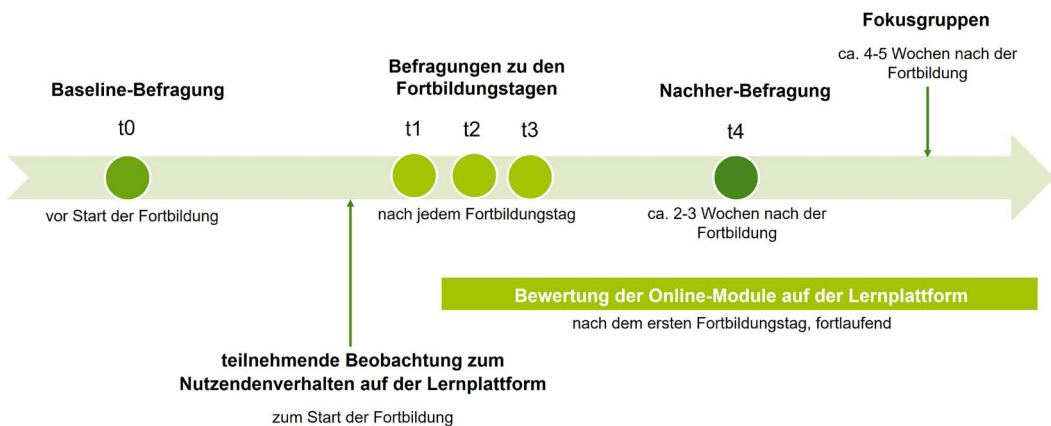 Fokusgruppen
ca. 4-5 Wochen nach der
Fortbildung
Befragungen zu den
Fortbildungstagen
Baseline-Befragung
Nachher-Befragung
t0
t1
t2
t3
t4
vor Start der Fortbildung
nach jedem Fortbildungstag
ca. 2-3 Wochen nach der
Fortbildung
Bewertung der Online-Module auf der Lernplattform
nach dem ersten Fortbildungstag, fortlaufend
teilnehmende Beobachtung zum
Nutzendenverhalten auf der Lernplattform
zum Start der Fortbildung